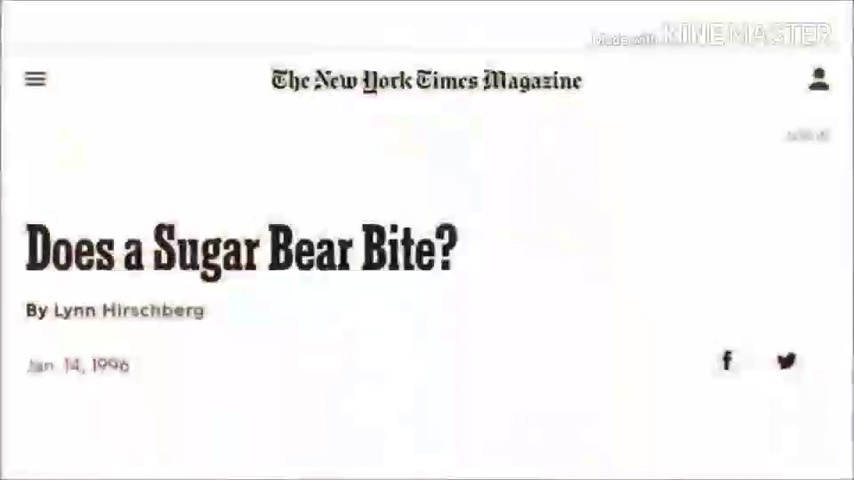 Made with KINEMASTER
The New York Times Magazine
Does a Sugar Bear Bite?
By Lynn Hirschberg
Jan. 14, 1996